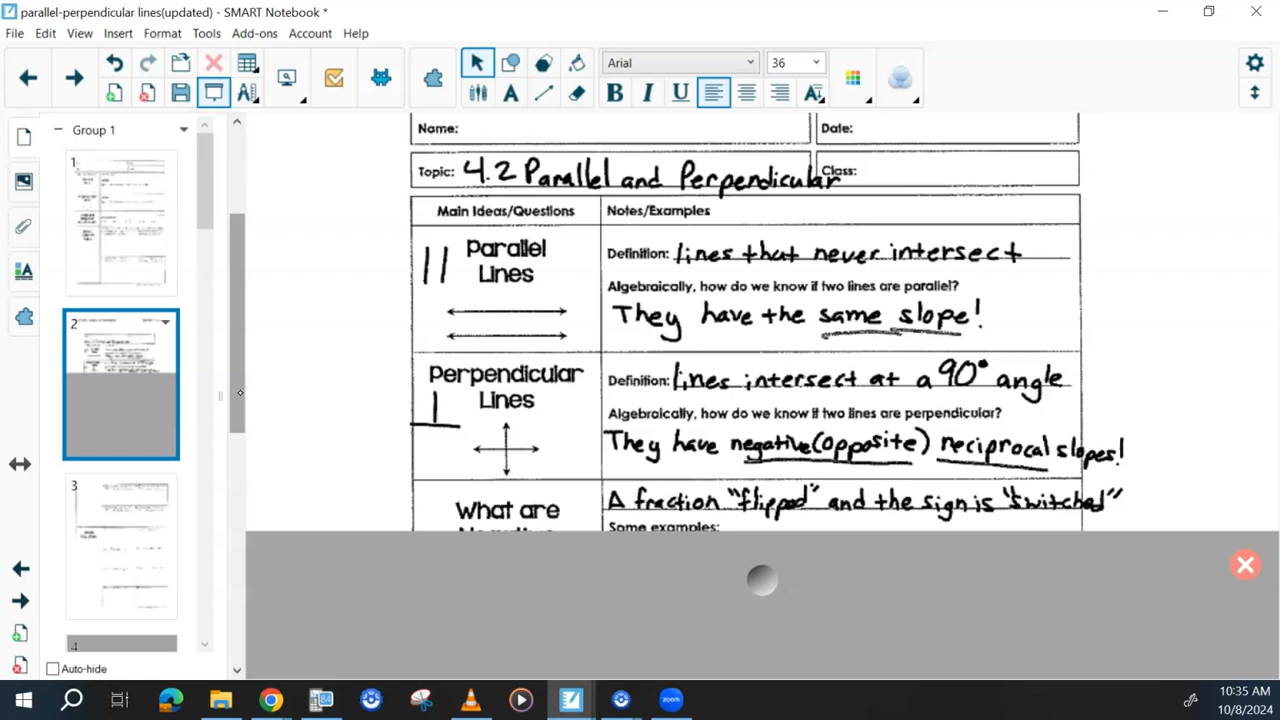 parallel-perpendicular lines(updated) - SMART Notebook *
File Edit View Insert Format Tools Add-ons Account Help
Arial 36
B I U
Group 1
1
2
3
4
Auto-hide
Name: Date:
Topic: 4.2 Parallel and Perpendicular Class:
Main Ideas/Questions Notes/Examples
Parallel
Lines
Definition: lines that never intersect
Algebraically, how do we know if two lines are parallel?
They have the same slope!
Perpendicular
Lines
Definition: lines intersect at a 90° angle
Algebraically, how do we know if two lines are perpendicular?
They have negative(opposite) reciprocal slopes!
What are
A fraction "flipped" and the sign is "switched"
Some examples:
zoom
10:35 AM
10/8/2024